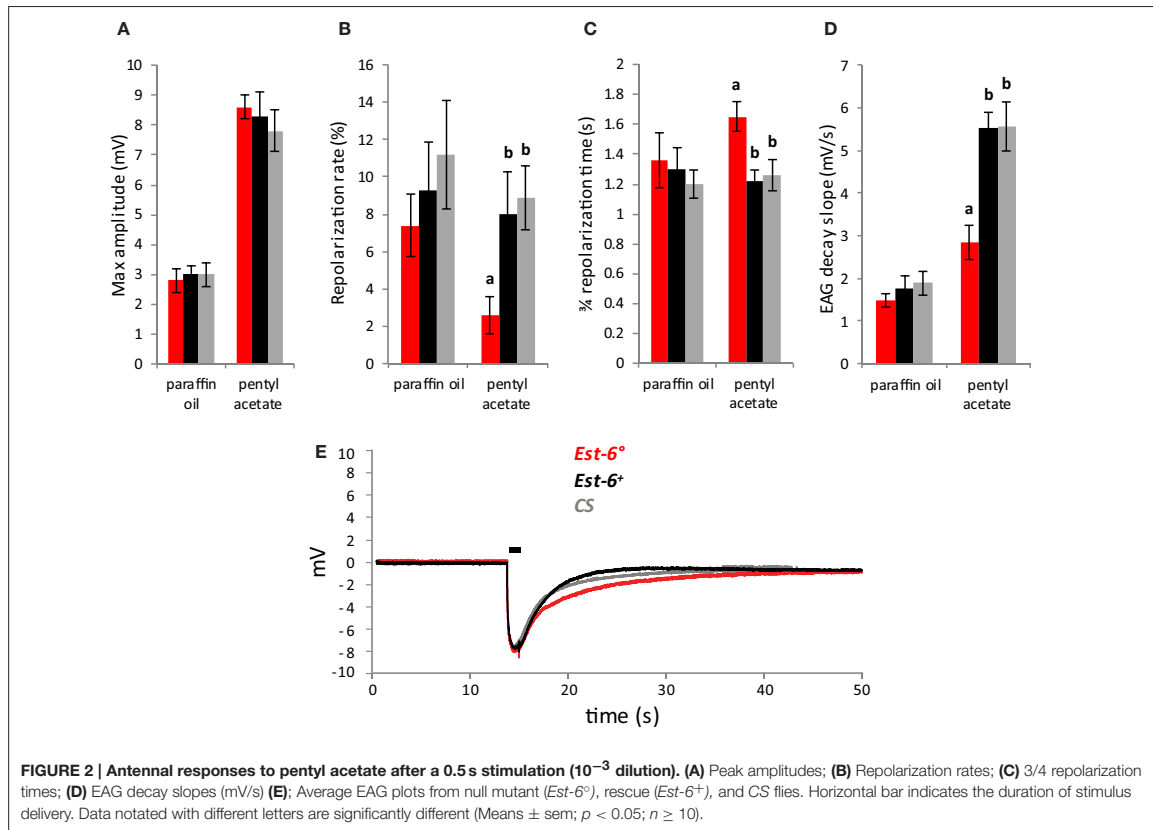 A
B
C
D
Max amplitude (mV)
10
9
8
7
6
5
4
3
2
1
0
paraffin oil
pentyl acetate
Repolarization rate (%)
16
14
12
10
8
6
4
2
0
a
b
b
paraffin oil
pentyl
acetate
¾ repolarization time (s)
2
1.8
1.6
1.4
1.2
1
0.8
0.6
0.4
0.2
0
a
b
b
paraffin oil
pentyl
acetate
EAG decay slope (mV/s)
7
6
5
4
3
2
1
0
a
b
b
paraffin oil
pentyl
acetate
E
Est-6°
Est-6⁺
CS
mV
10
8
6
4
2
0
-2
-4
-6
-8
-10
0
10
20
30
40
50
time (s)
FIGURE 2 | Antennal responses to pentyl acetate after a 0.5 s stimulation (10⁻³ dilution). (A) Peak amplitudes; (B) Repolarization rates; (C) 3/4 repolarization
times; (D) EAG decay slopes (mV/s) (E); Average EAG plots from null mutant (Est-6°), rescue (Est-6⁺), and CS flies. Horizontal bar indicates the duration of stimulus
delivery. Data notated with different letters are significantly different (Means ± sem; p < 0.05; n ≥ 10).